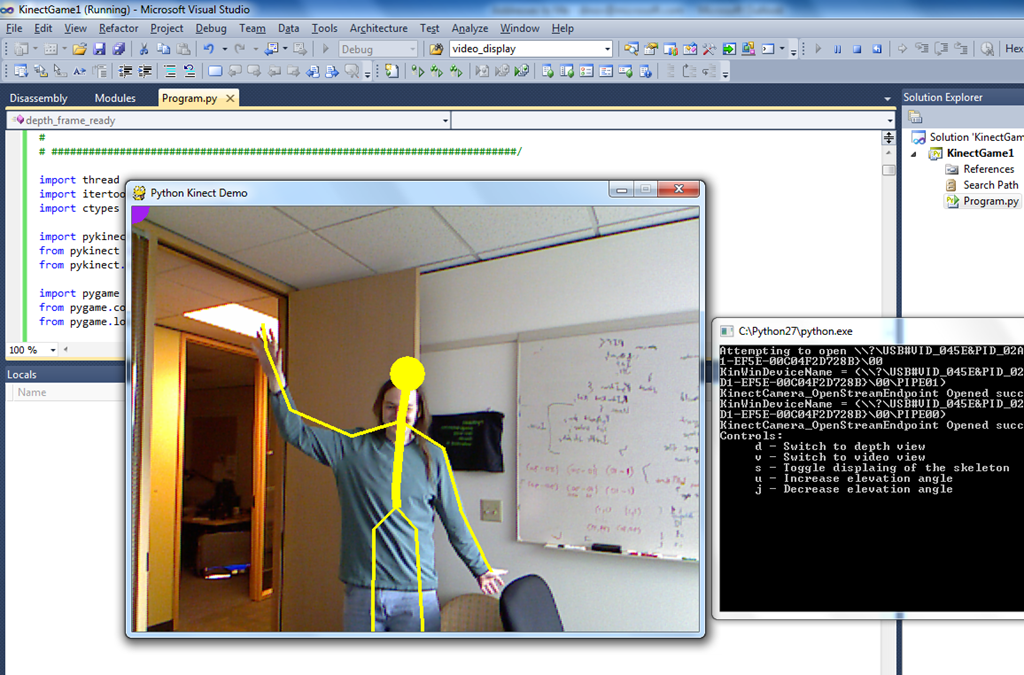 KinectGame1 (Running) - Microsoft Visual Studio
File Edit View Refactor Project Debug Team Data Tools Architecture Test Analyze Window Help
Debug video_display Hex
Disassembly Modules Program.py Solution Explorer
depth_frame_ready
#
# ####################################################################/
import thread
import itertoo
import ctypes
import pykinec
from pykinect
from pykinect.
import pygame
from pygame.co
from pygame.lo
100 %
Locals
Name
Solution 'KinectGam
KinectGame1
References
Search Path
Program.py
Python Kinect Demo
C:\Python27\python.exe
Attempting to open \\?\USB#VID_045E&PID_02A
1-EF5E-00C04F2D728B}\00
KinWinDeviceName = (\\?\USB#VID_045E&PID_02
D1-EF5E-00C04F2D728B}\00\PIPE01)
KinectCamera_OpenStreamEndpoint Opened succ
KinWinDeviceName = (\\?\USB#VID_045E&PID_02
D1-EF5E-00C04F2D728B}\00\PIPE00)
KinectCamera_OpenStreamEndpoint Opened succ
Controls:
d - Switch to depth view
v - Switch to video view
s - Toggle displaing of the skeleton
u - Increase elevation angle
j - Decrease elevation angle